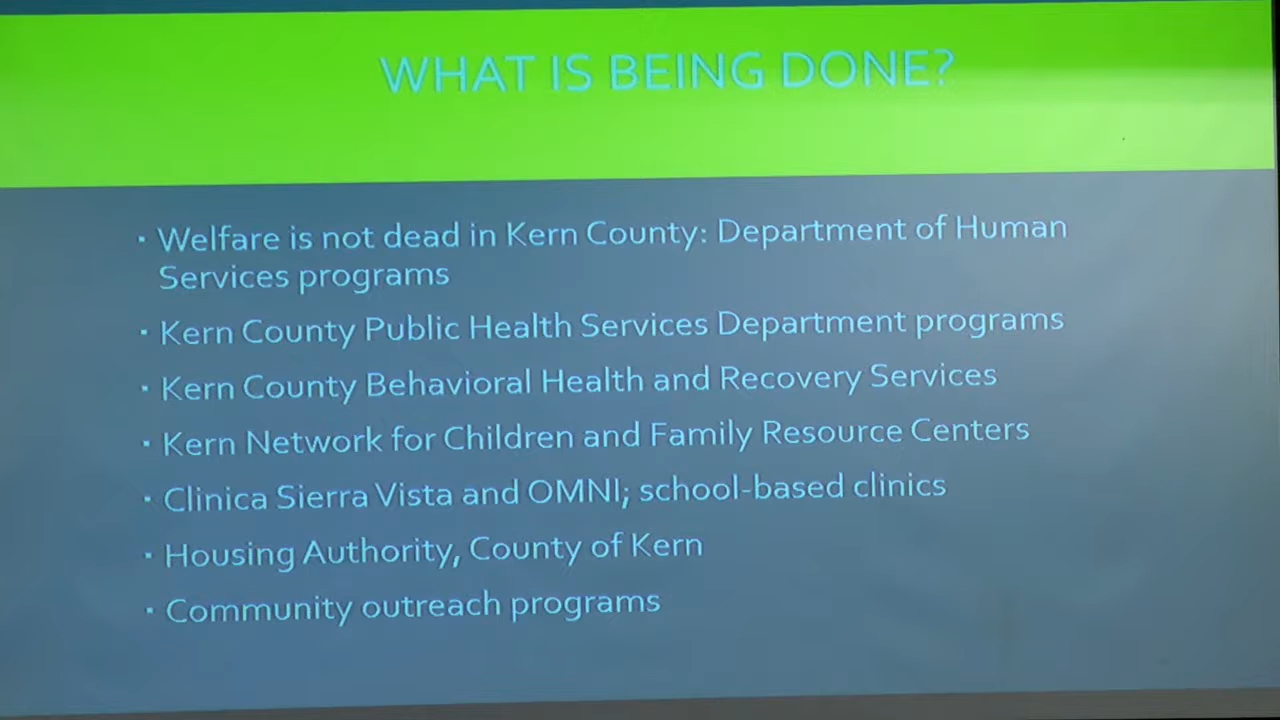 WHAT IS BEING DONE?
▪ Welfare is not dead in Kern County: Department of Human
Services programs
▪ Kern County Public Health Services Department programs
▪ Kern County Behavioral Health and Recovery Services
▪ Kern Network for Children and Family Resource Centers
▪ Clinica Sierra Vista and OMNI; school-based clinics
▪ Housing Authority, County of Kern
▪ Community outreach programs